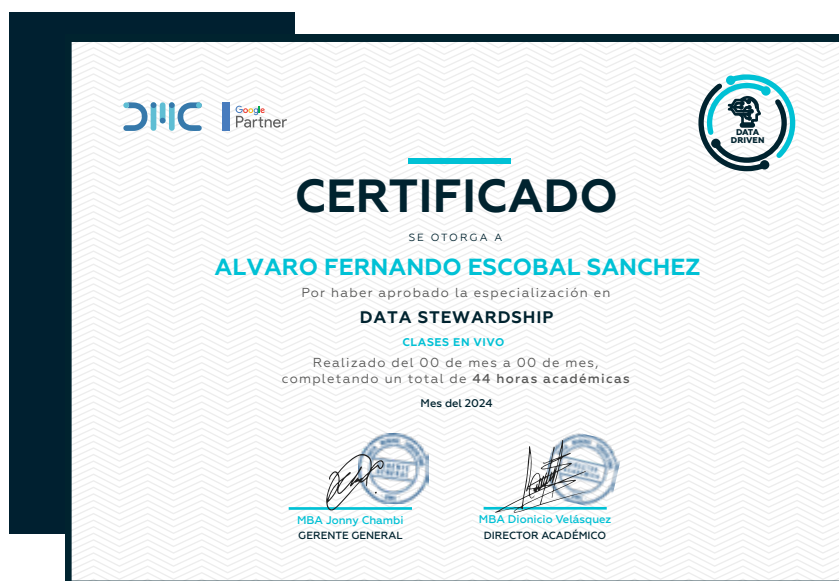 DMC
Google
Partner
DATA
DRIVEN
CERTIFICADO
SE OTORGA A
ALVARO FERNANDO ESCOBAL SANCHEZ
Por haber aprobado la especialización en
DATA STEWARDSHIP
CLASES EN VIVO
Realizado del 00 de mes a 00 de mes,
completando un total de 44 horas académicas
Mes del 2024
MBA Jonny Chambi
GERENTE GENERAL
MBA Dionicio Velásquez
DIRECTOR ACADÉMICO